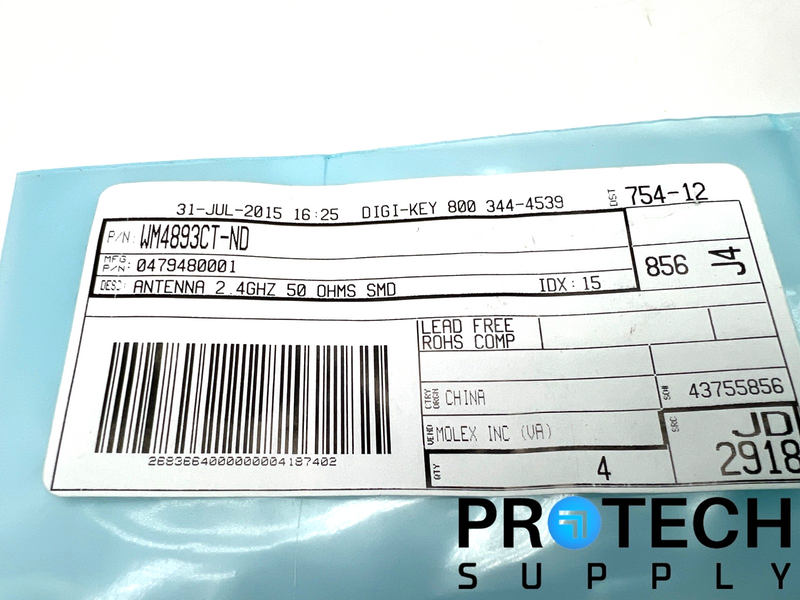 31-JUL-2015 16:25 DIGI-KEY 800 344-4539 DST 754-12
P/N: WM4893CT-ND
MFG P/N: 0479480001
856 J4
DESC: ANTENNA 2.4GHZ 50 OHMS SMD IDX: 15
LEAD FREE
ROHS COMP
CTRY ORGN CHINA
43755856
VEND MOLEX INC (VA)
SRC JD
2918
QTY 4
PROTECH
SUPPLY